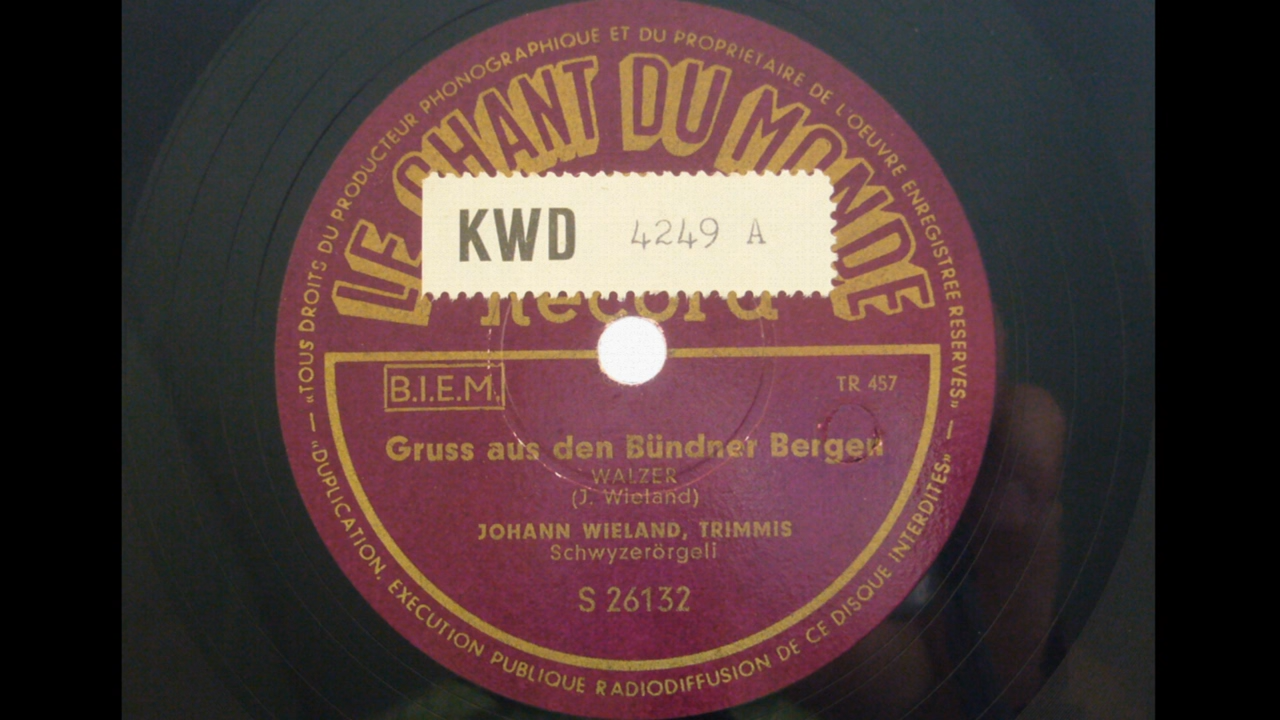 «TOUS DROITS DU PRODUCTEUR PHONOGRAPHIQUE ET DU PROPRIETAIRE DE L'OEUVRE ENREGISTREE RESERVES»
LE CHANT DU MONDE
KWD 4249 A
Record
B.I.E.M.
TR 457
Gruss aus den Bündner Bergen
WALZER
(J. Wieland)
JOHANN WIELAND, TRIMMIS
Schwyzerörgeli
S 26132
— «DUPLICATION, EXECUTION PUBLIQUE RADIODIFFUSION DE CE DISQUE INTERDITES» —